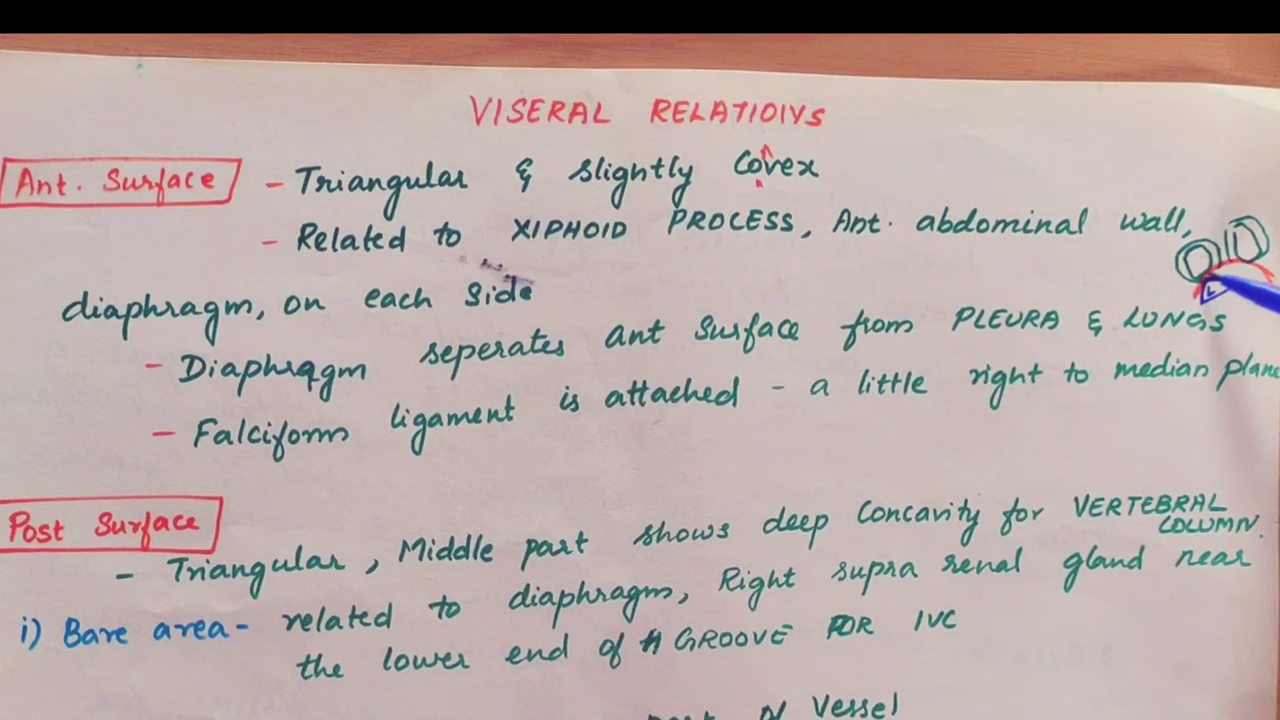 VISERAL RELATIONS
Ant. Surface - Triangular & slightly Covex
- Related to XIPHOID PROCESS, Ant. abdominal wall,
diaphragm, on each side
- Diaphragm seperates ant surface from PLEURA & LUNGS
- Falciform ligament is attached - a little right to median plane
Post Surface
- Triangular, Middle part shows deep concavity for VERTEBRAL COLUMN.
i) Bare area - related to diaphragm, Right supra renal gland near
the lower end of GROOVE FOR IVC
Vessel